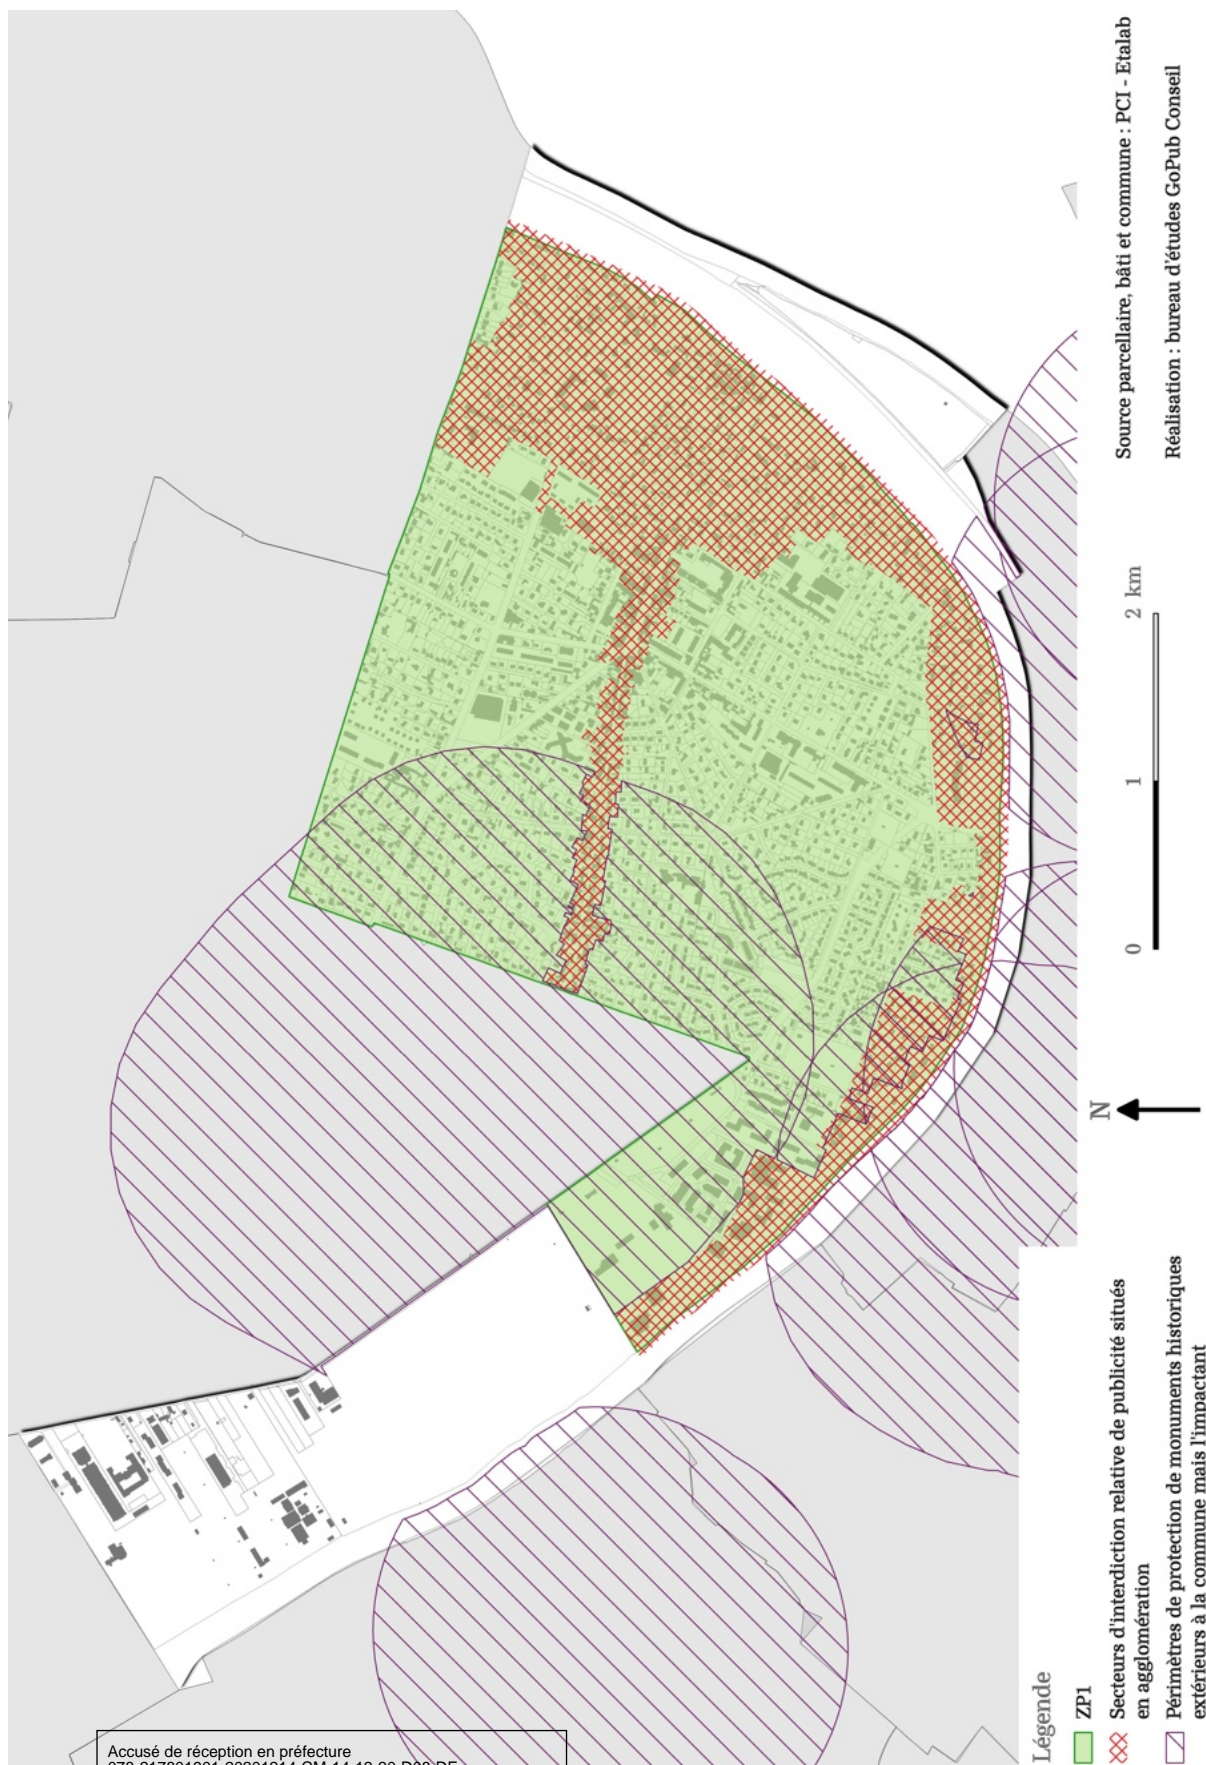 Légende
ZP1
Secteurs d'interdiction relative de publicité situés
en agglomération
Périmètres de protection de monuments historiques
extérieurs à la commune mais l'impactant
N
0
1
2 km
Source parcellaire, bâti et commune : PCI - Etalab
Réalisation : bureau d'études GoPub Conseil
Accusé de réception en préfecture